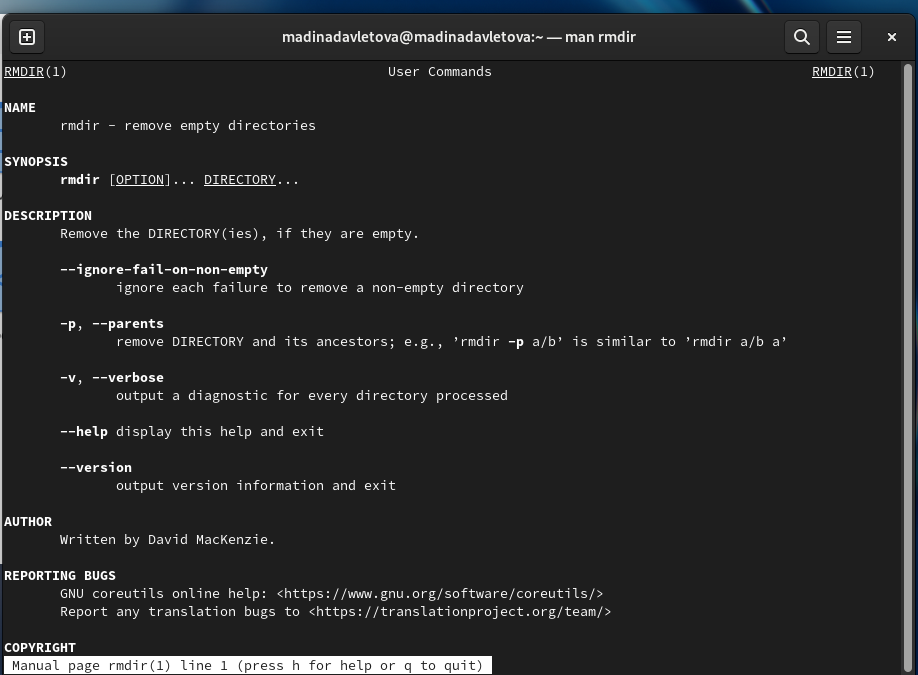 madinadavletova@madinadavletova:~ — man rmdir
RMDIR(1) User Commands RMDIR(1)
NAME
rmdir - remove empty directories
SYNOPSIS
rmdir [OPTION]... DIRECTORY...
DESCRIPTION
Remove the DIRECTORY(ies), if they are empty.
--ignore-fail-on-non-empty
ignore each failure to remove a non-empty directory
-p, --parents
remove DIRECTORY and its ancestors; e.g., ’rmdir -p a/b’ is similar to ’rmdir a/b a’
-v, --verbose
output a diagnostic for every directory processed
--help display this help and exit
--version
output version information and exit
AUTHOR
Written by David MacKenzie.
REPORTING BUGS
GNU coreutils online help: <https://www.gnu.org/software/coreutils/>
Report any translation bugs to <https://translationproject.org/team/>
COPYRIGHT
Manual page rmdir(1) line 1 (press h for help or q to quit)